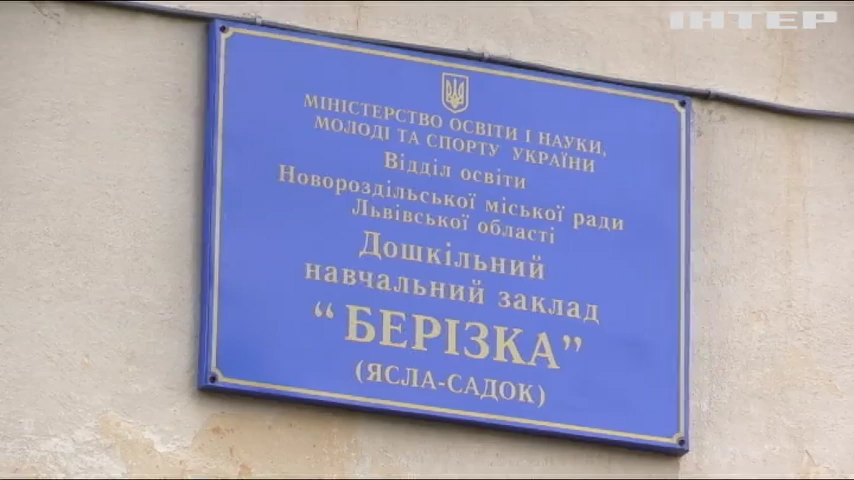 ІНТЕР
МІНІСТЕРСТВО ОСВІТИ І НАУКИ,
МОЛОДІ ТА СПОРТУ УКРАЇНИ
Відділ освіти
Новороздільської міської ради
Львівської області
Дошкільний
навчальний заклад
“БЕРІЗКА”
(ЯСЛА-САДОК)